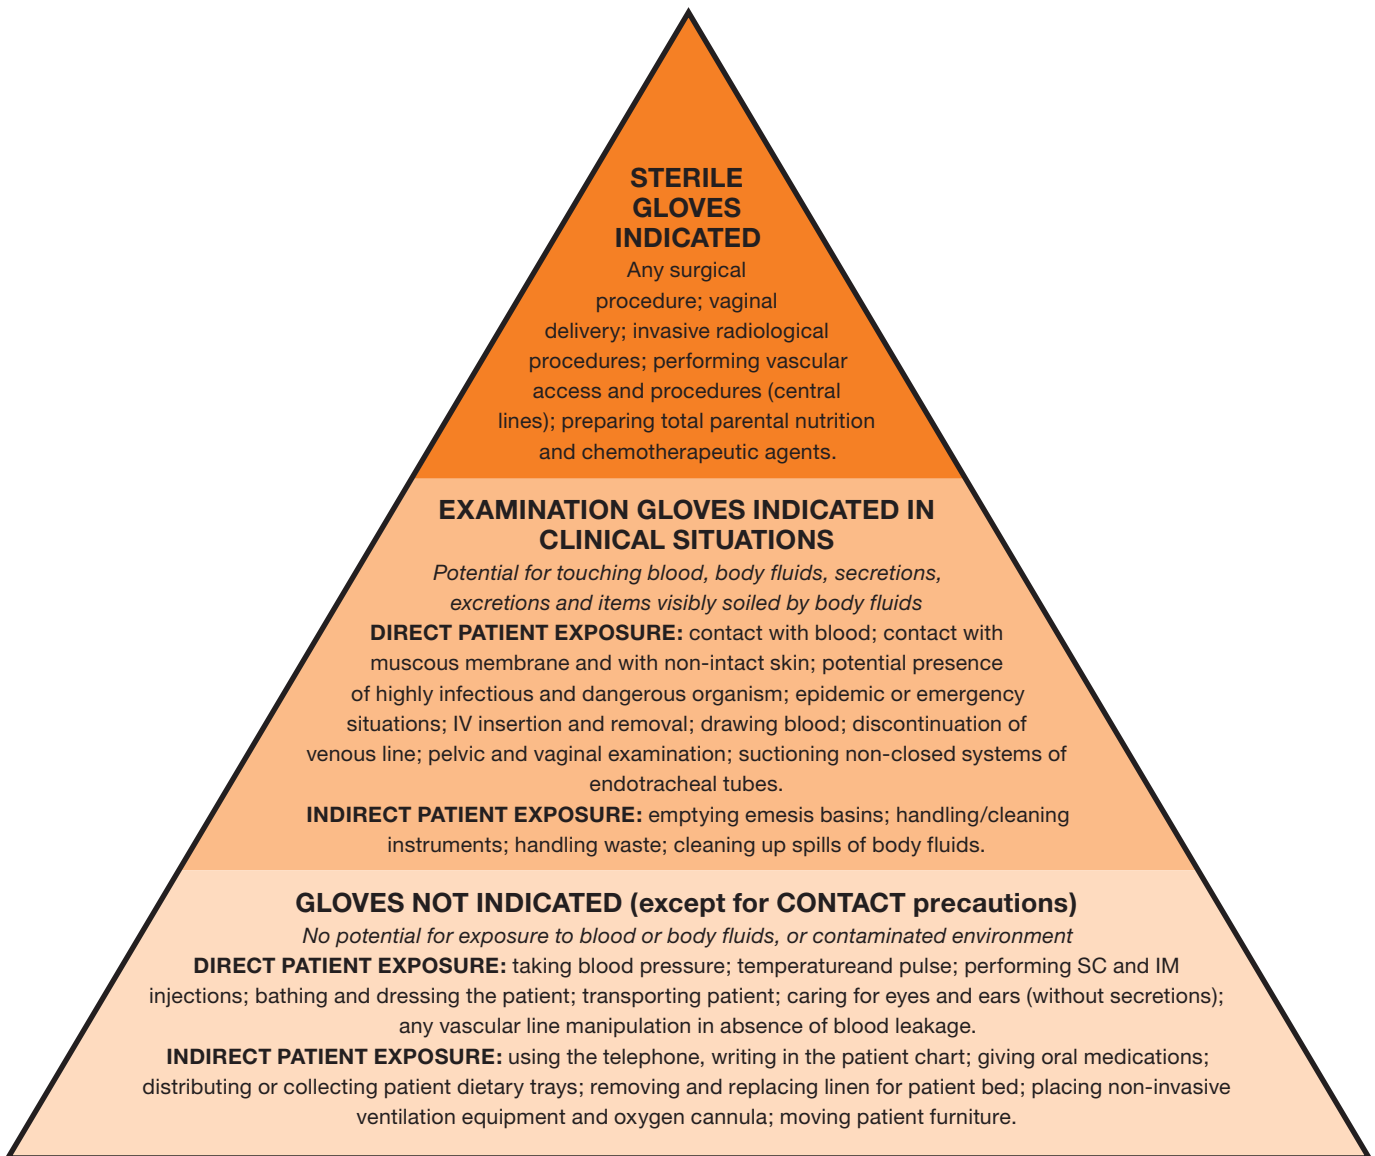 STERILE
GLOVES
INDICATED
Any surgical
procedure; vaginal
delivery; invasive radiological
procedures; performing vascular
access and procedures (central
lines); preparing total parental nutrition
and chemotherapeutic agents.
EXAMINATION GLOVES INDICATED IN
CLINICAL SITUATIONS
Potential for touching blood, body fluids, secretions,
excretions and items visibly soiled by body fluids
DIRECT PATIENT EXPOSURE: contact with blood; contact with
muscous membrane and with non-intact skin; potential presence
of highly infectious and dangerous organism; epidemic or emergency
situations; IV insertion and removal; drawing blood; discontinuation of
venous line; pelvic and vaginal examination; suctioning non-closed systems of
endotracheal tubes.
INDIRECT PATIENT EXPOSURE: emptying emesis basins; handling/cleaning
instruments; handling waste; cleaning up spills of body fluids.
GLOVES NOT INDICATED (except for CONTACT precautions)
No potential for exposure to blood or body fluids, or contaminated environment
DIRECT PATIENT EXPOSURE: taking blood pressure; temperatureand pulse; performing SC and IM
injections; bathing and dressing the patient; transporting patient; caring for eyes and ears (without secretions);
any vascular line manipulation in absence of blood leakage.
INDIRECT PATIENT EXPOSURE: using the telephone, writing in the patient chart; giving oral medications;
distributing or collecting patient dietary trays; removing and replacing linen for patient bed; placing non-invasive
ventilation equipment and oxygen cannula; moving patient furniture.